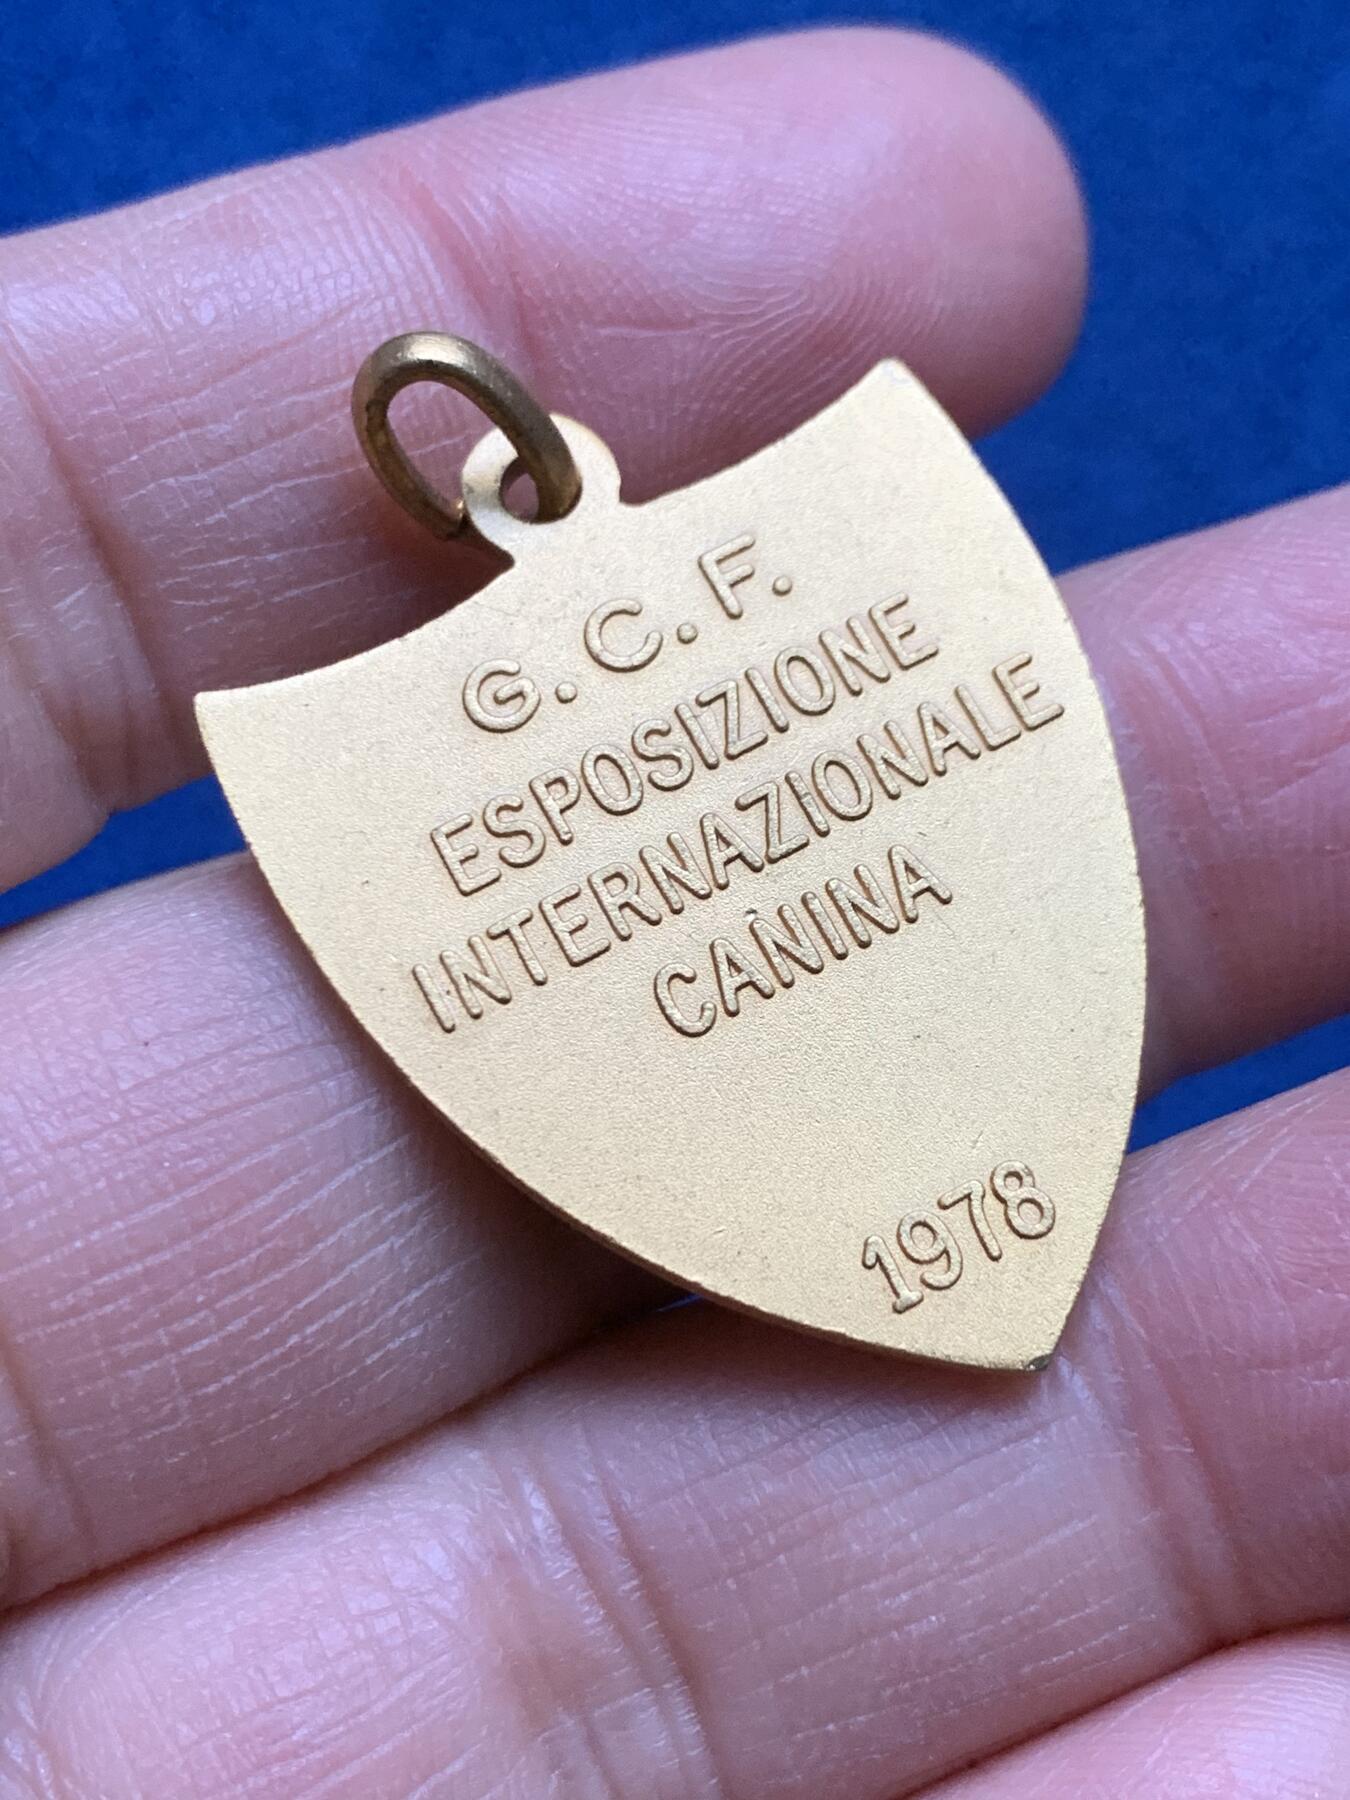 G. C. F.
ESPOSIZIONE
INTERNAZIONALE
CANINA
1978